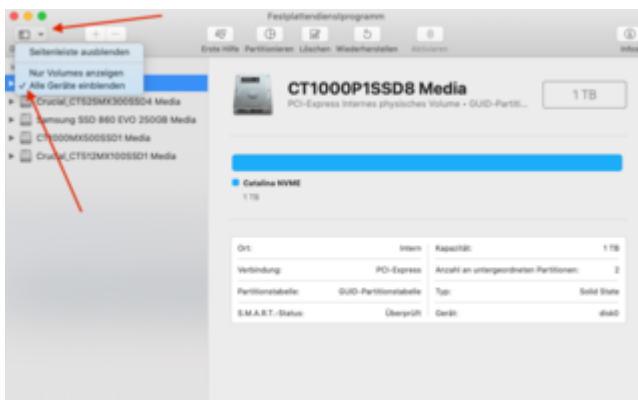 Festplattendienstprogramm
Erste Hilfe Partitionieren Löschen Wiederherstellen Aktivieren
Seitenleiste ausblenden
Nur Volumes anzeigen
Alle Geräte einblenden
Crucial_CT525MX300SSD4 Media
Samsung SSD 860 EVO 250GB Media
CT1000MX500SSD1 Media
Crucial_CT512MX100SSD1 Media
CT1000P1SSD8 Media
PCI-Express Internes physisches Volume • GUID-Partiti...
1 TB
Catalina NVME
1 TB
Ort: Intern
Kapazität: 1 TB
Verbindung: PCI-Express
Anzahl an untergeordneten Partitionen: 2
Partitionstabelle: GUID-Partitionstabelle
Typ: Solid State
S.M.A.R.T.-Status: Überprüft
Gerät: disk0